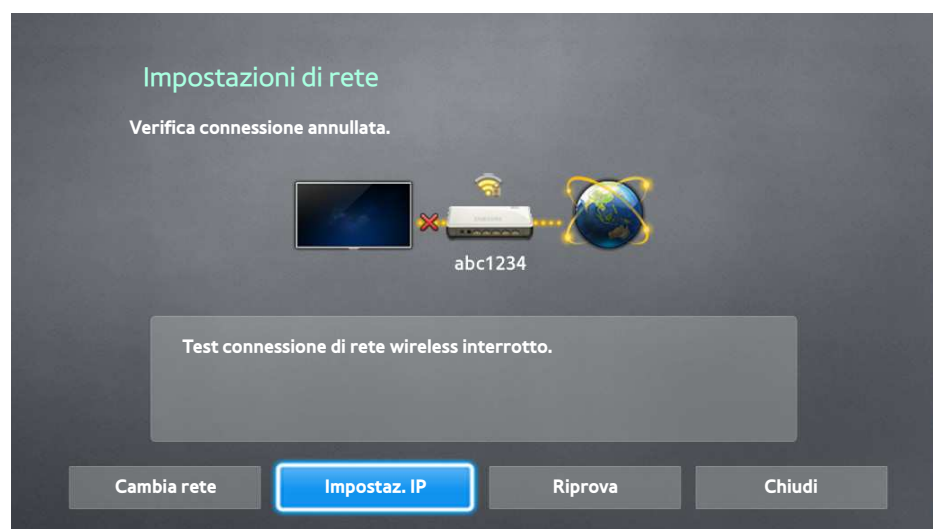 Impostazioni di rete
Verifica connessione annullata.
SAMSUNG
abc1234
Test connessione di rete wireless interrotto.
Cambia rete
Impostaz. IP
Riprova
Chiudi